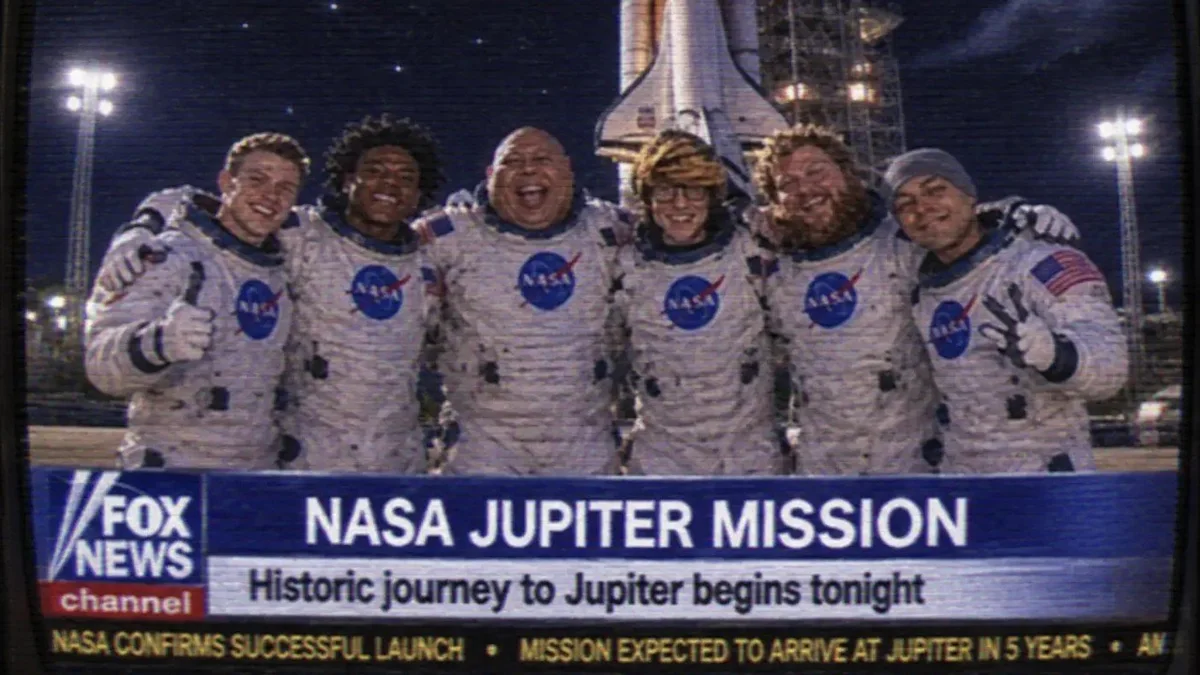 NASA
NASA
NASA
NASA
NASA
NASA
FOX
NEWS
channel
NASA JUPITER MISSION
Historic journey to Jupiter begins tonight
NASA CONFIRMS SUCCESSFUL LAUNCH • MISSION EXPECTED TO ARRIVE AT JUPITER IN 5 YEARS •